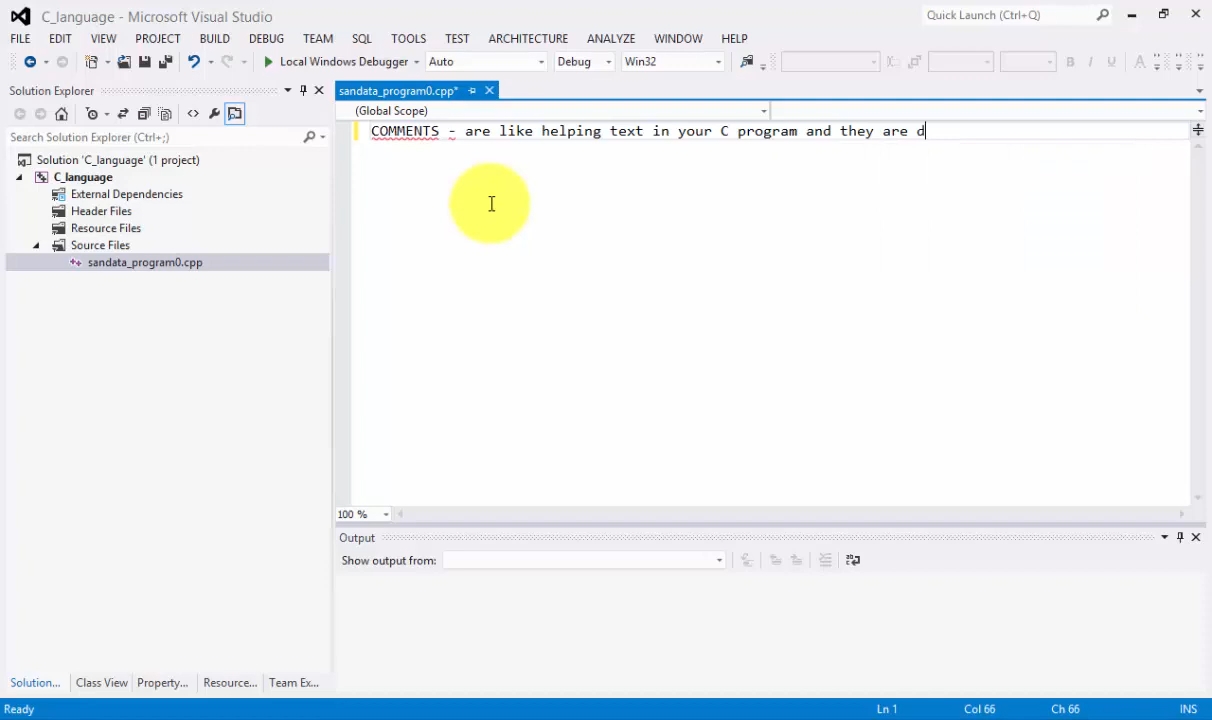 C_language - Microsoft Visual Studio
Quick Launch (Ctrl+Q)
FILE EDIT VIEW PROJECT BUILD DEBUG TEAM SQL TOOLS TEST ARCHITECTURE ANALYZE WINDOW HELP
Local Windows Debugger Auto Debug Win32 B I U A
Solution Explorer
sandata_program0.cpp*
(Global Scope)
Search Solution Explorer (Ctrl+;)
COMMENTS - are like helping text in your C program and they are d
Solution 'C_language' (1 project)
C_language
External Dependencies
Header Files
Resource Files
Source Files
sandata_program0.cpp
100 %
Output
Show output from:
Solution... Class View Property... Resource... Team Ex...
Ready Ln 1 Col 66 Ch 66 INS